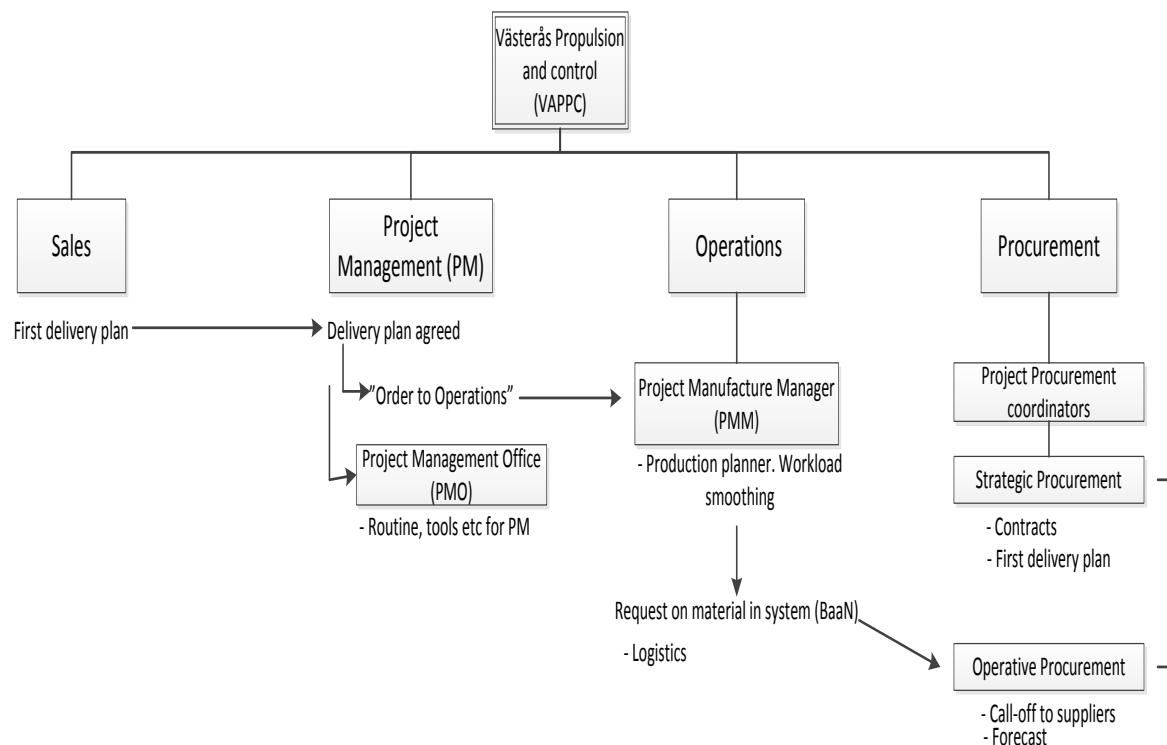 Västerås Propulsion
and control
(VAPPC)
Sales
Project
Management (PM)
Operations
Procurement
First delivery plan
Delivery plan agreed
”Order to Operations”
Project Management Office
(PMO)
- Routine, tools etc for PM
Project Manufacture Manager
(PMM)
- Production planner. Workload
smoothing
Request on material in system (BaaN)
- Logistics
Project Procurement
coordinators
Strategic Procurement
- Contracts
- First delivery plan
Operative Procurement
- Call-off to suppliers
- Forecast